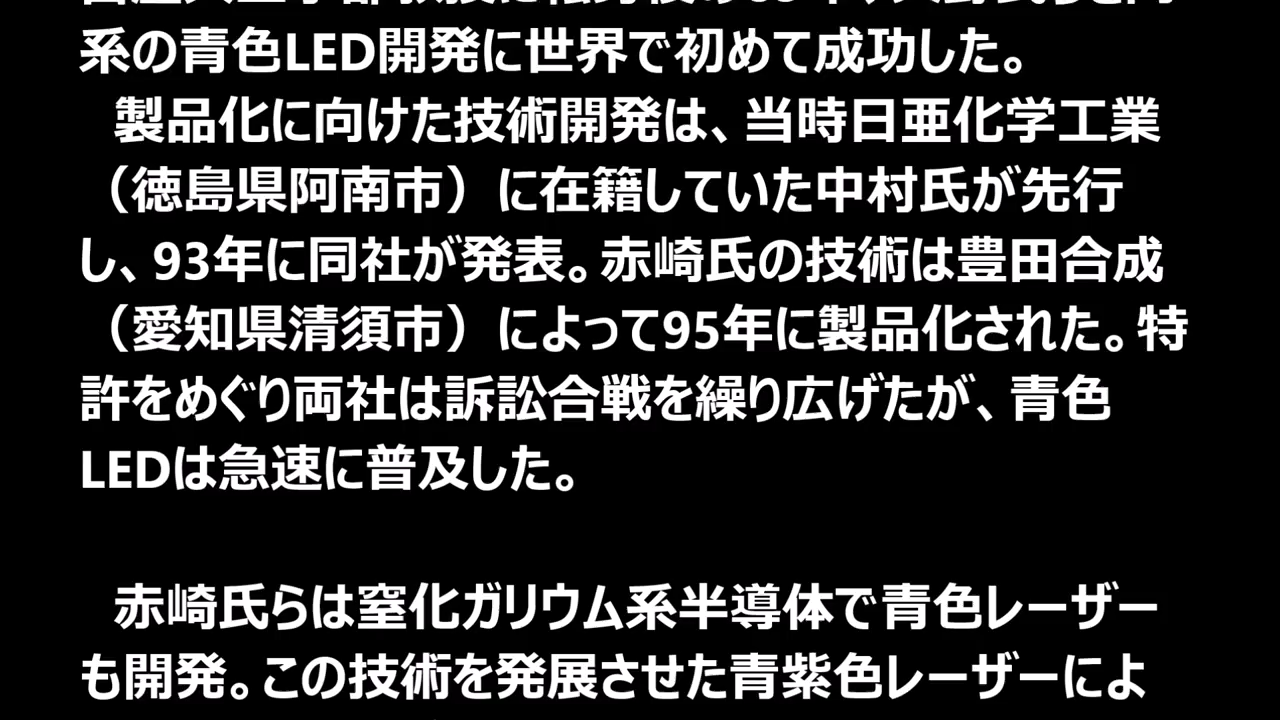 系の青色LED開発に世界で初めて成功した。
製品化に向けた技術開発は、当時日亜化学工業
（徳島県阿南市）に在籍していた中村氏が先行
し、93年に同社が発表。赤崎氏の技術は豊田合成
（愛知県清須市）によって95年に製品化された。特
許をめぐり両社は訴訟合戦を繰り広げたが、青色
LEDは急速に普及した。
赤崎氏らは窒化ガリウム系半導体で青色レーザー
も開発。この技術を発展させた青紫色レーザーによ